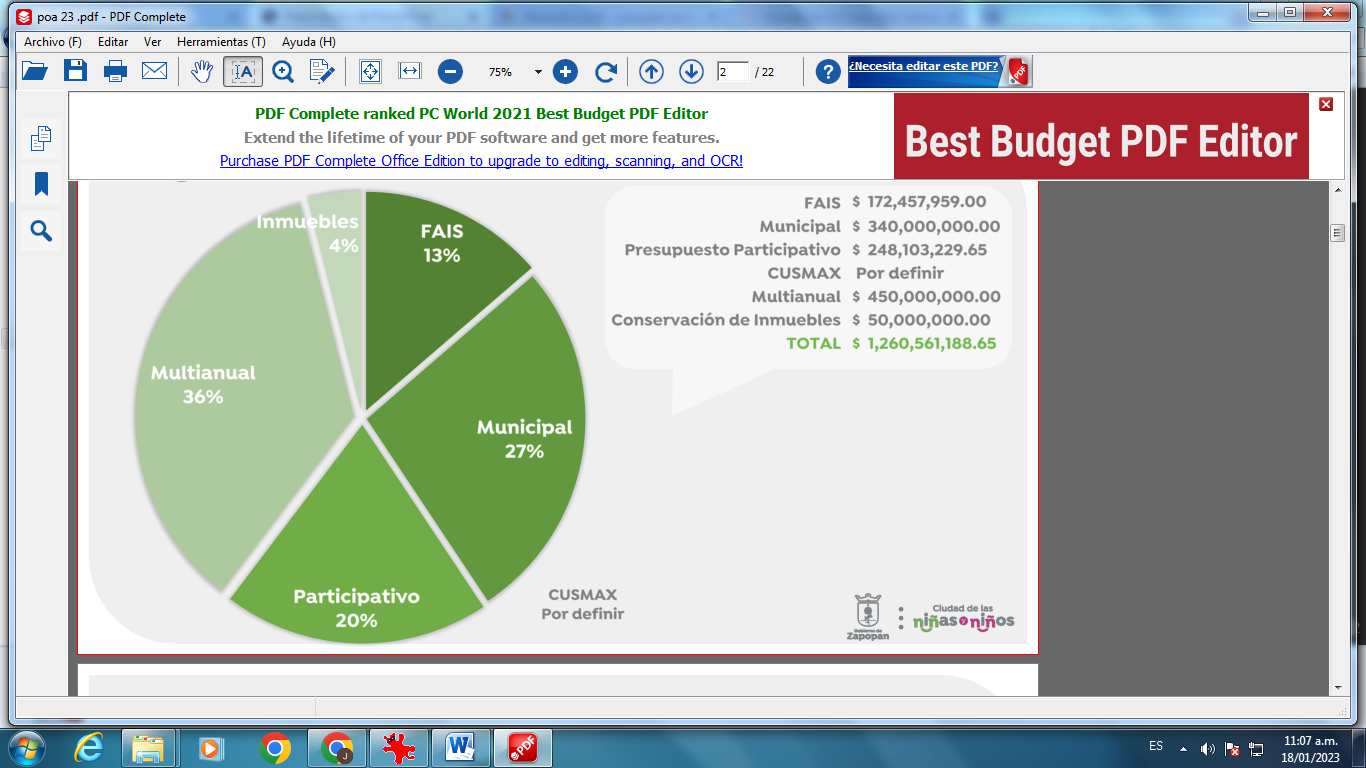 poa 23 .pdf - PDF Complete
Archivo (F) Editar Ver Herramientas (T) Ayuda (H)
75% 2 / 22 ¿Necesita editar este PDF?
PDF Complete ranked PC World 2021 Best Budget PDF Editor
Extend the lifetime of your PDF software and get more features.
Purchase PDF Complete Office Edition to upgrade to editing, scanning, and OCR!
Best Budget PDF Editor
Inmuebles
4%
FAIS
13%
Multianual
36%
Municipal
27%
Participativo
20%
FAIS $ 172,457,959.00
Municipal $ 340,000,000.00
Presupuesto Participativo $ 248,103,229.65
CUSMAX Por definir
Multianual $ 450,000,000.00
Conservación de Inmuebles $ 50,000,000.00
TOTAL $ 1,260,561,188.65
CUSMAX
Por definir
Gobierno de
Zapopan
Ciudad de las
niñas y niños
ES
11:07 a.m.
18/01/2023